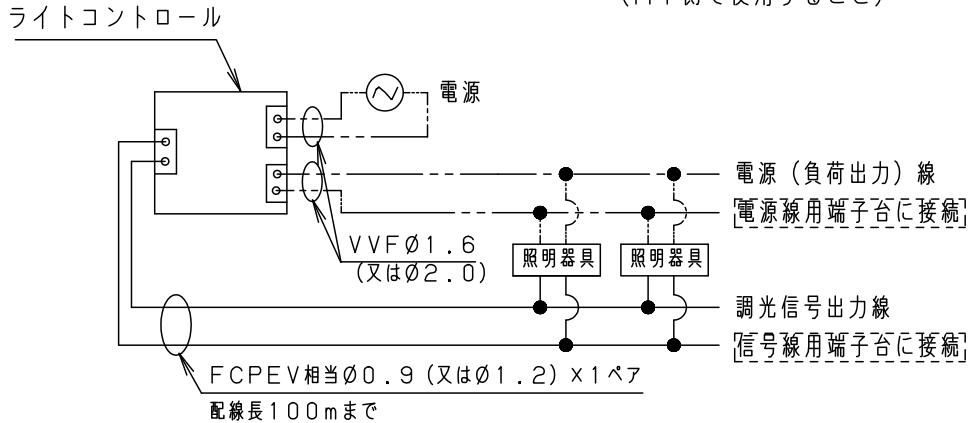 ライトコントロール
電源
電源（負荷出力）線
電源線用端子台に接続
VVFØ1.6
（又はØ2.0）
照明器具
照明器具
調光信号出力線
信号線用端子台に接続
FCPEV相当Ø0.9（又はØ1.2）×1ペア
配線長100mまで